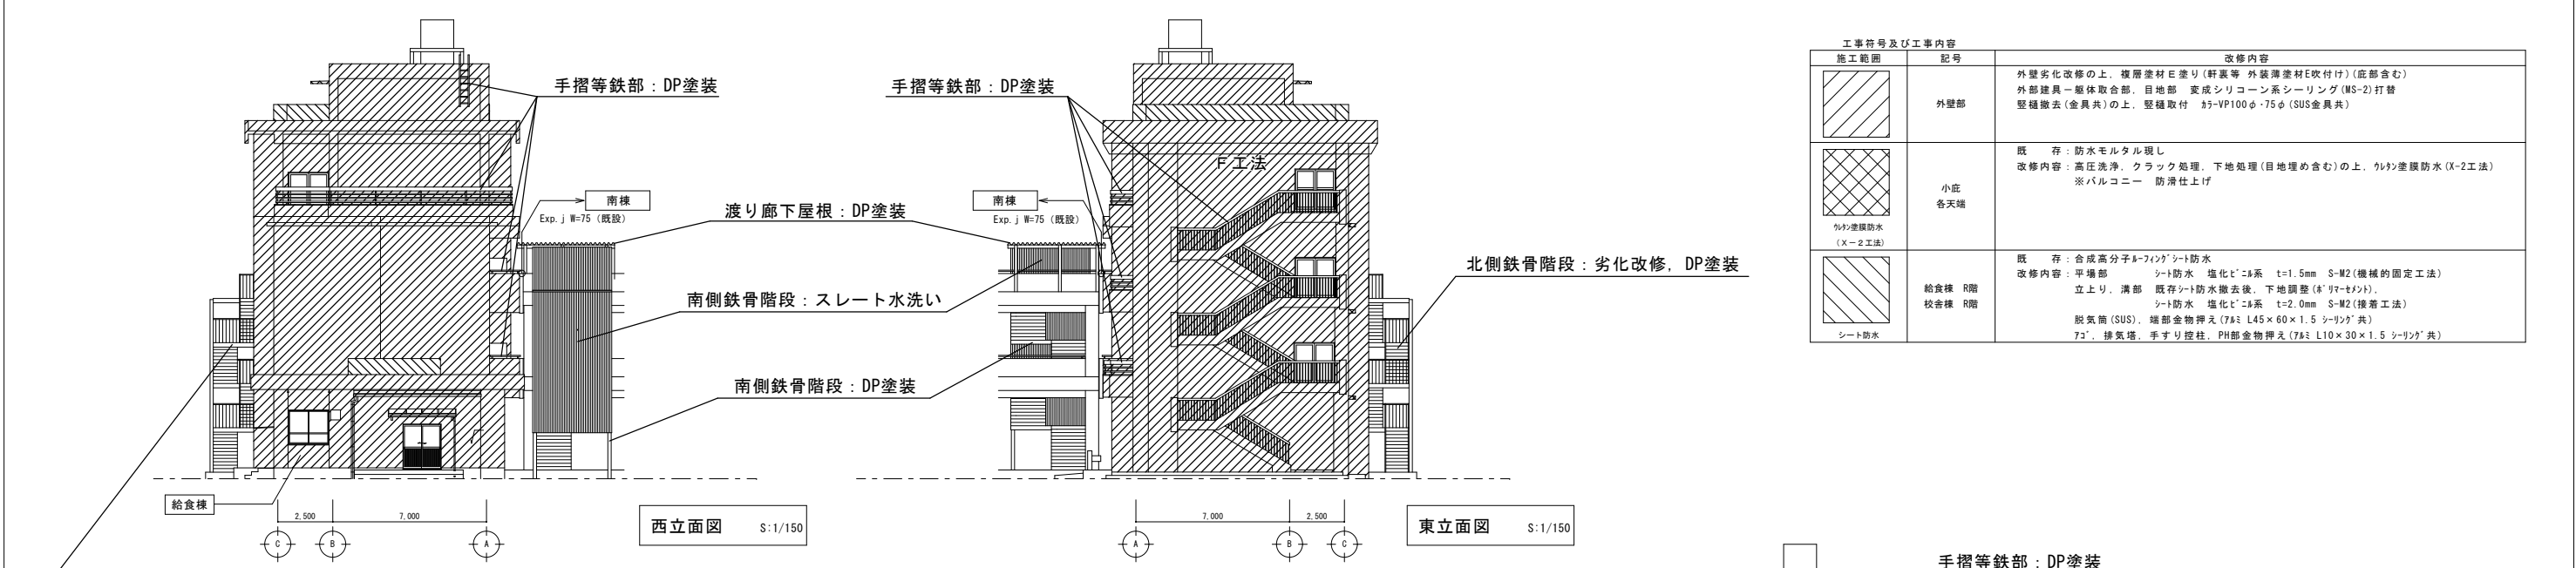 手摺等鉄部：DP塗装
南棟
Exp.j W=75 (既設)
渡り廊下屋根：DP塗装
南側鉄骨階段：スレート水洗い
南側鉄骨階段：DP塗装
給食棟
2,500
7,000
C
B
A
西立面図 S:1/150
手摺等鉄部：DP塗装
F工法
南棟
Exp.j W=75 (既設)
北側鉄骨階段：劣化改修，DP塗装
7,000
2,500
A
B
C
東立面図 S:1/150
工事符号及び工事内容
施工範囲 記号 改修内容
外壁部
外壁劣化改修の上，複層塗材E塗り(軒裏等 外装薄塗材E吹付け)(庇部含む)
外部建具－躯体取合部，目地部 変成シリコーン系シーリング(MS-2)打替
竪樋撤去(金具共)の上，竪樋取付 ｶﾗｰVP100φ・75φ(SUS金具共)
ｳﾚﾀﾝ塗膜防水
(X－2工法)
小庇
各天端
既 存：防水モルタル現し
改修内容：高圧洗浄，クラック処理，下地処理(目地埋め含む)の上，ｳﾚﾀﾝ塗膜防水(X-2工法)
※バルコニー 防滑仕上げ
シート防水
給食棟 R階
校舎棟 R階
既 存：合成高分子ﾙｰﾌｨﾝｸﾞｼｰﾄ防水
改修内容：平場部 ｼｰﾄ防水 塩化ﾋﾞﾆﾙ系 t=1.5mm S-M2(機械的固定工法)
立上り，溝部 既存ｼｰﾄ防水撤去後，下地調整(ﾎﾟﾘﾏｰｾﾒﾝﾄ)，
ｼｰﾄ防水 塩化ﾋﾞﾆﾙ系 t=2.0mm S-M2(接着工法)
脱気筒(SUS)，端部金物押え(ｱﾙﾐ L45×60×1.5 ｼｰﾘﾝｸﾞ共)
ｱｺﾞ，排気塔，手すり控柱，PH部金物押え(ｱﾙﾐ L10×30×1.5 ｼｰﾘﾝｸﾞ共)
手摺等鉄部：DP塗装